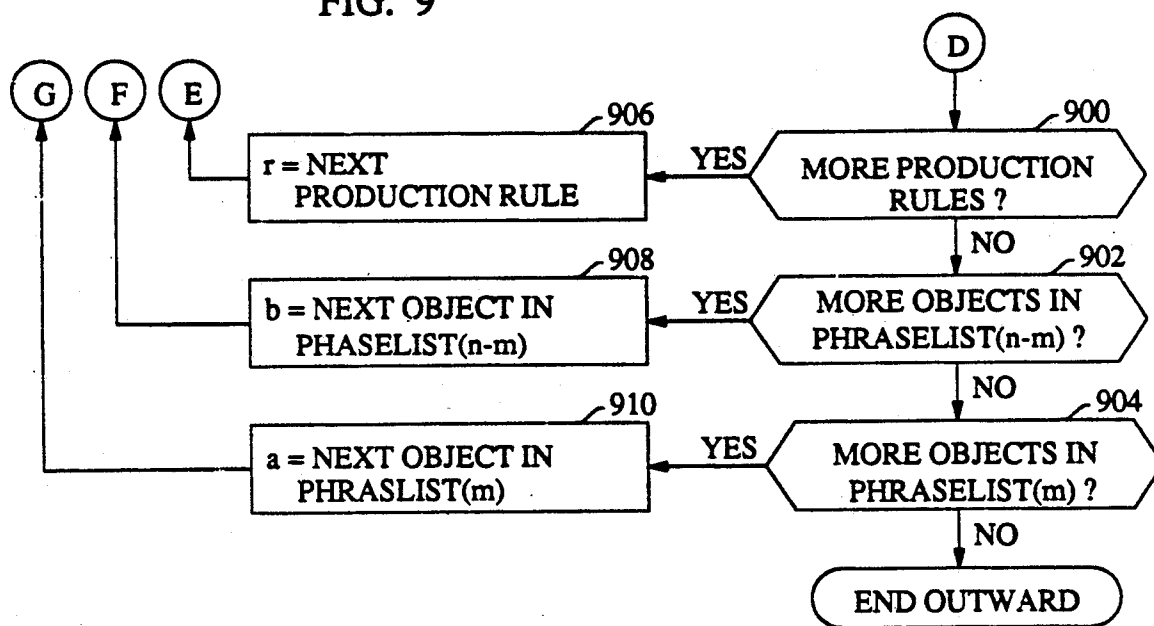 FIG. 9
D
G F E
906
900
r = NEXT
PRODUCTION RULE
YES
MORE PRODUCTION
RULES ?
NO
908
902
b = NEXT OBJECT IN
PHASELIST(n-m)
YES
MORE OBJECTS IN
PHRASELIST(n-m) ?
NO
910
904
a = NEXT OBJECT IN
PHRASLIST(m)
YES
MORE OBJECTS IN
PHRASELIST(m) ?
NO
END OUTWARD